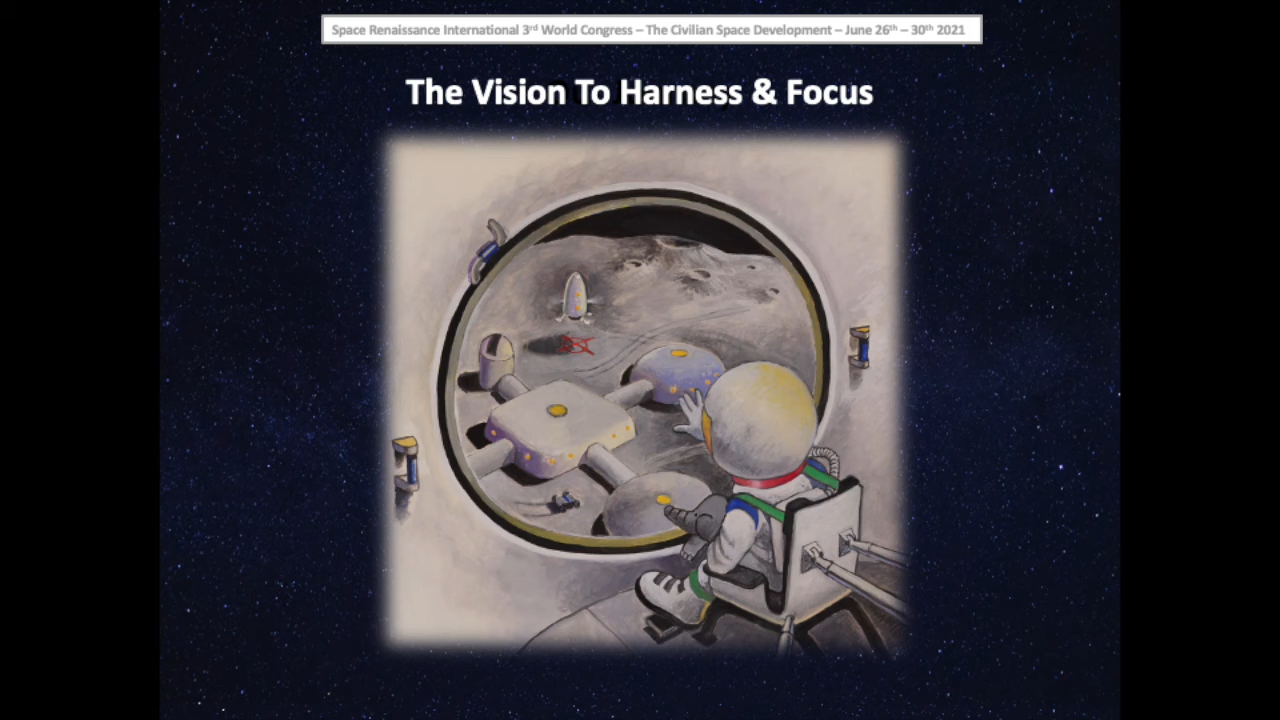 Space Renaissance International 3rd World Congress – The Civilian Space Development – June 26th – 30th 2021
The Vision To Harness & Focus